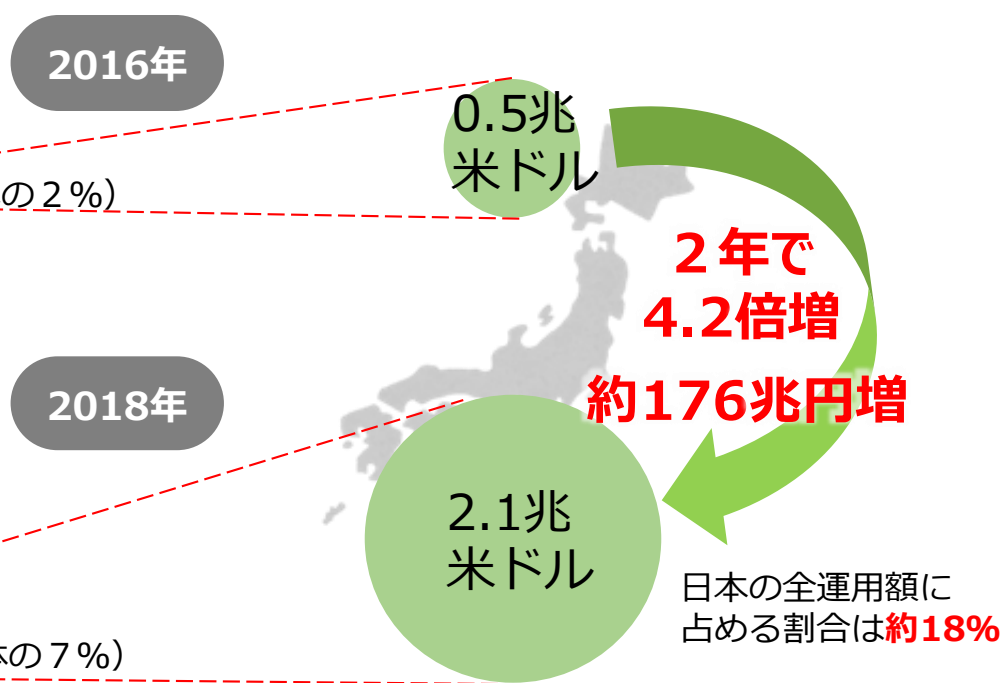 2016年
0.5兆
米ドル
の２%）
２年で
4.2倍増
約176兆円増
2018年
2.1兆
米ドル
日本の全運用額に
占める割合は約18%
の７%）